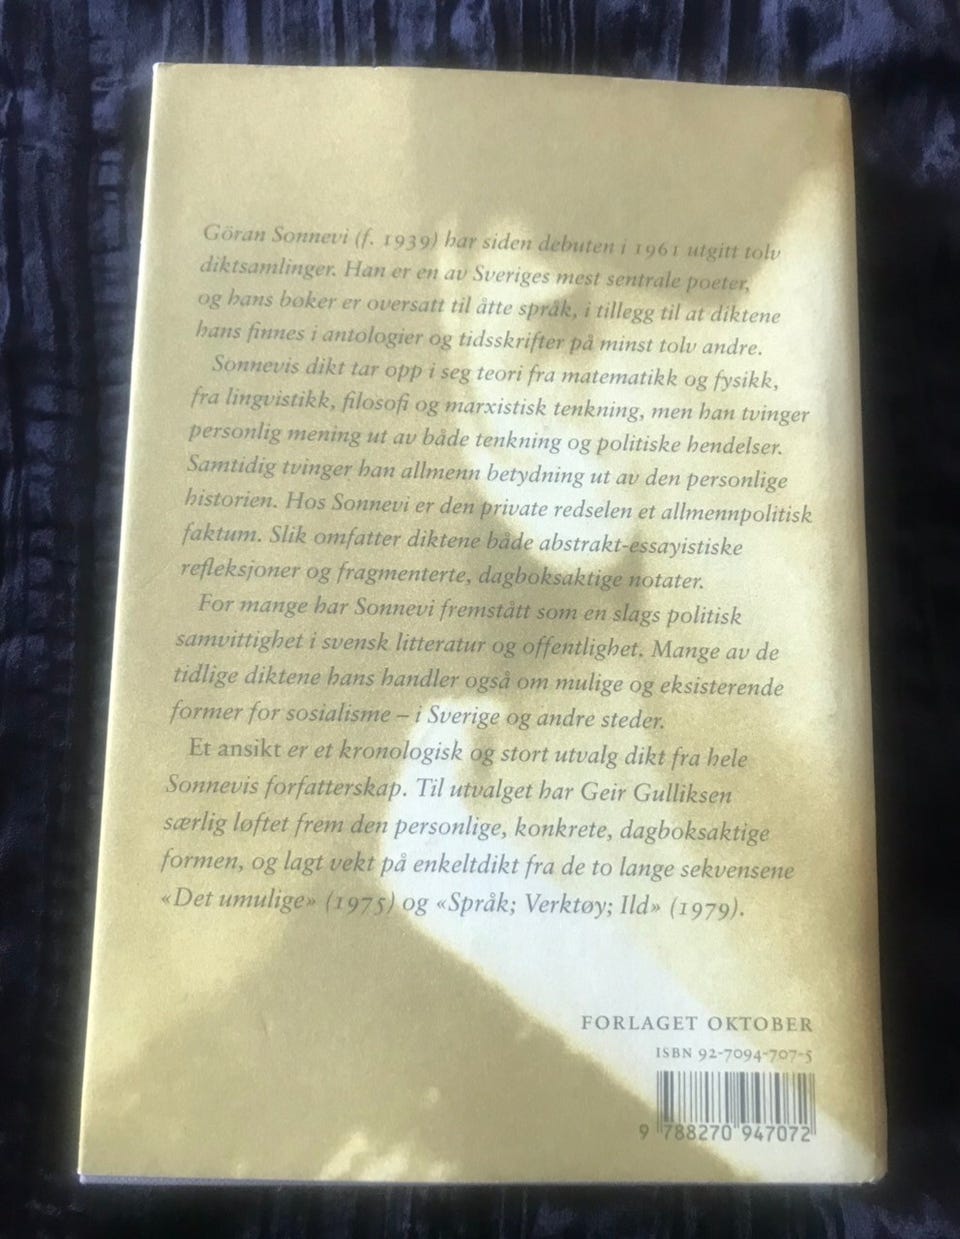 Göran Sonnevi (f. 1939) har siden debuten i 1961 utgitt tolv
diktsamlinger. Han er en av Sveriges mest sentrale poeter,
og hans bøker er oversatt til åtte språk, i tillegg til at diktene
hans finnes i antologier og tidsskrifter på minst tolv andre.
Sonnevis dikt tar opp i seg teori fra matematikk og fysikk,
fra lingvistikk, filosofi og marxistisk tenkning, men han tvinger
personlig mening ut av både tenkning og politiske hendelser.
Samtidig tvinger han allmenn betydning ut av den personlige
historien. Hos Sonnevi er den private redselen et allmennpolitisk
faktum. Slik omfatter diktene både abstrakt-essayistiske
refleksjoner og fragmenterte, dagboksaktige notater.
For mange har Sonnevi fremstått som en slags politisk
samvittighet i svensk litteratur og offentlighet. Mange av de
tidlige diktene hans handler også om mulige og eksisterende
former for sosialisme – i Sverige og andre steder.
Et ansikt er et kronologisk og stort utvalg dikt fra hele
Sonnevis forfatterskap. Til utvalget har Geir Gulliksen
særlig løftet frem den personlige, konkrete, dagboksaktige
formen, og lagt vekt på enkeltdikt fra de to lange sekvensene
«Det umulige» (1975) og «Språk; Verktøy; Ild» (1979).
FORLAGET OKTOBER
ISBN 92-7094-707-5
9 788270 947072